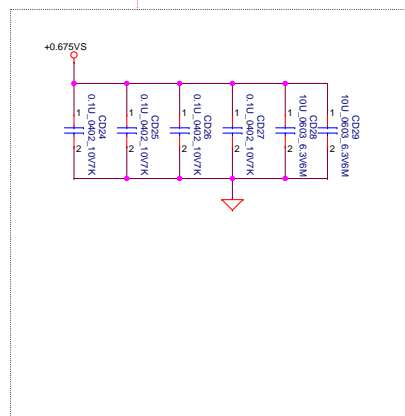 +0.675VS
1
2
CD24
0.1U_0402_10V7K
1
2
CD25
0.1U_0402_10V7K
1
2
CD26
0.1U_0402_10V7K
1
2
CD27
0.1U_0402_10V7K
1
2
CD28
10U_0603_6.3V6M
1
2
CD29
10U_0603_6.3V6M